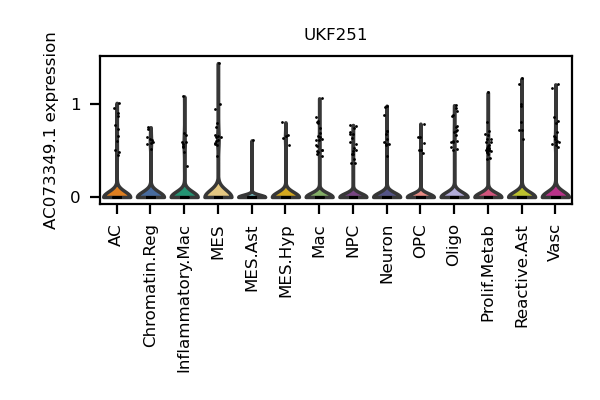 UKF251
AC073349.1 expression
1
0
AC
Chromatin.Reg
Inflammatory.Mac
MES
MES.Ast
MES.Hyp
Mac
NPC
Neuron
OPC
Oligo
Prolif.Metab
Reactive.Ast
Vasc